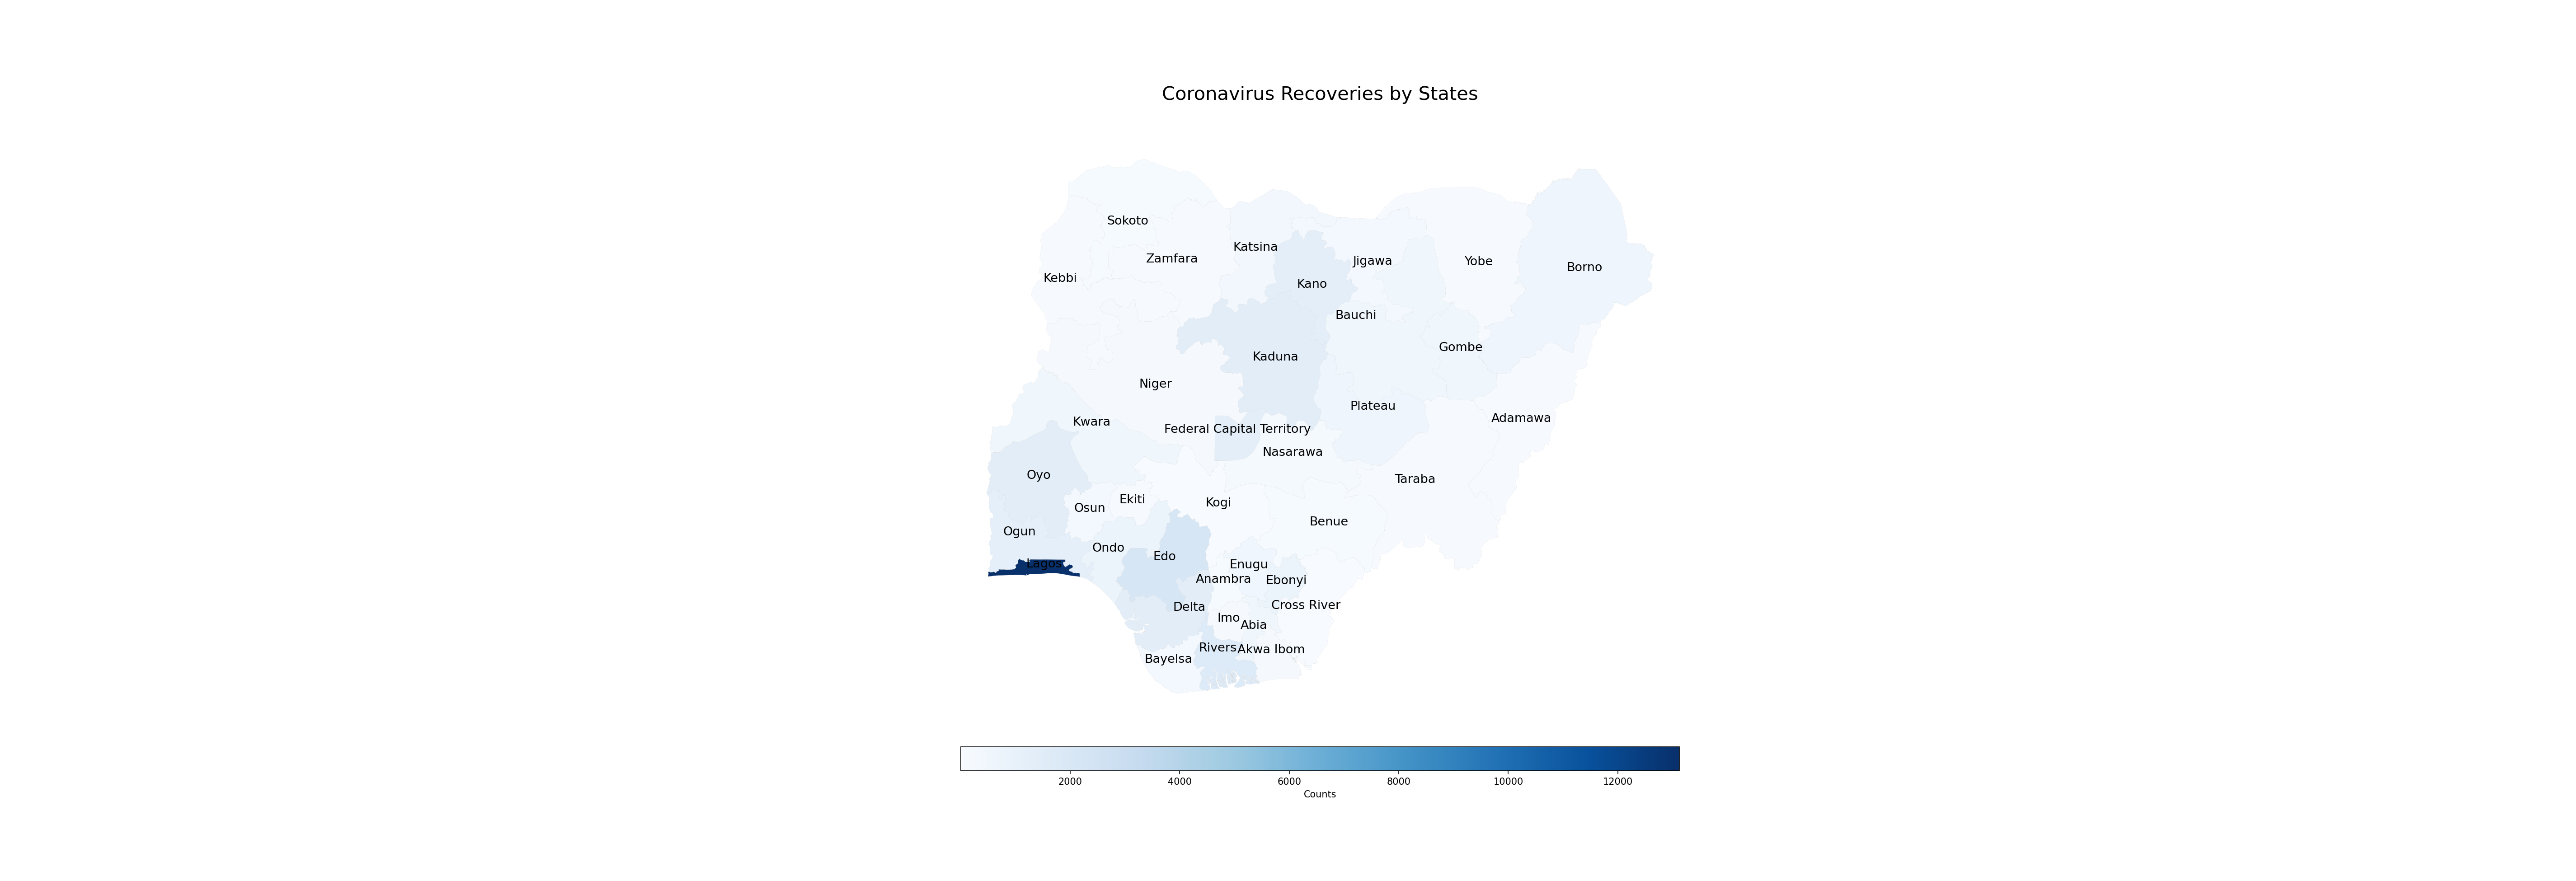 Coronavirus Recoveries by States
Sokoto
Katsina
Zamfara
Jigawa
Yobe
Borno
Kebbi
Kano
Bauchi
Gombe
Kaduna
Niger
Plateau
Adamawa
Kwara
Federal Capital Territory
Nasarawa
Oyo
Taraba
Ekiti
Kogi
Osun
Benue
Ogun
Ondo
Edo
Lagos
Enugu
Anambra
Ebonyi
Delta
Cross River
Imo
Abia
Rivers
Akwa Ibom
Bayelsa
2000 4000 6000 8000 10000 12000
Counts